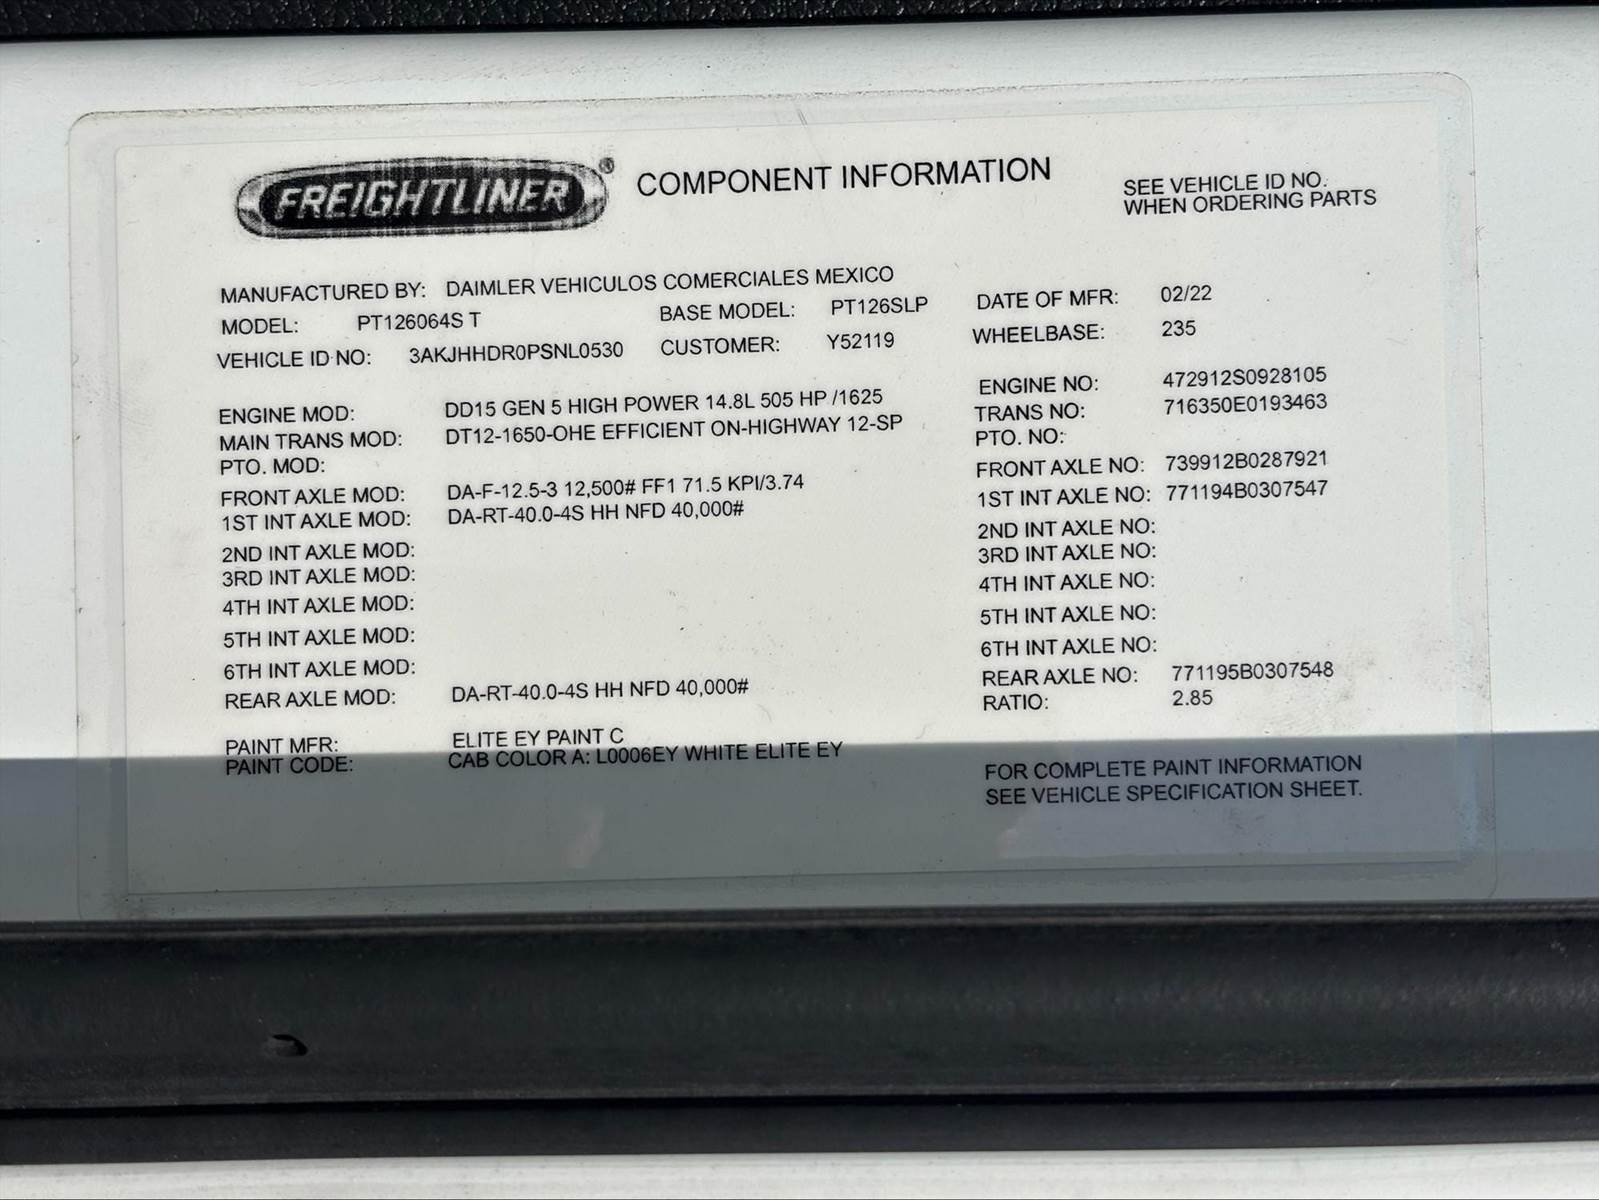 FREIGHTLINER® COMPONENT INFORMATION
SEE VEHICLE ID NO.
WHEN ORDERING PARTS
MANUFACTURED BY: DAIMLER VEHICULOS COMERCIALES MEXICO
MODEL: PT126064S T BASE MODEL: PT126SLP DATE OF MFR: 02/22
VEHICLE ID NO: 3AKJHHDR0PSNL0530 CUSTOMER: Y52119 WHEELBASE: 235
ENGINE MOD: DD15 GEN 5 HIGH POWER 14.8L 505 HP /1625 ENGINE NO: 472912S0928105
MAIN TRANS MOD: DT12-1650-OHE EFFICIENT ON-HIGHWAY 12-SP TRANS NO: 716350E0193463
PTO. MOD: PTO. NO:
FRONT AXLE MOD: DA-F-12.5-3 12,500# FF1 71.5 KPI/3.74 FRONT AXLE NO: 739912B0287921
1ST INT AXLE MOD: DA-RT-40.0-4S HH NFD 40,000# 1ST INT AXLE NO: 771194B0307547
2ND INT AXLE MOD: 2ND INT AXLE NO:
3RD INT AXLE MOD: 3RD INT AXLE NO:
4TH INT AXLE MOD: 4TH INT AXLE NO:
5TH INT AXLE MOD: 5TH INT AXLE NO:
6TH INT AXLE MOD: 6TH INT AXLE NO:
REAR AXLE MOD: DA-RT-40.0-4S HH NFD 40,000# REAR AXLE NO: 771195B0307548
RATIO: 2.85
PAINT MFR: ELITE EY PAINT C
PAINT CODE: CAB COLOR A: L0006EY WHITE ELITE EY
FOR COMPLETE PAINT INFORMATION
SEE VEHICLE SPECIFICATION SHEET.